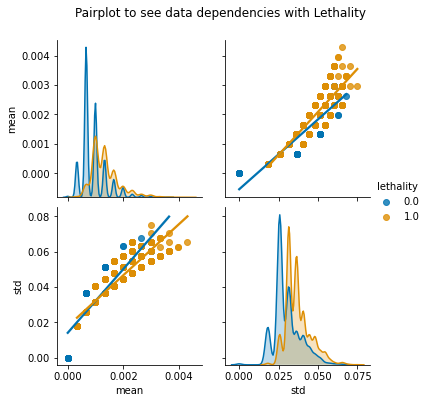 Pairplot to see data dependencies with Lethality
0.004
0.003
0.002
0.001
0.000
mean
lethality
0.0
1.0
0.08
0.06
0.04
0.02
0.00
std
0.000 0.002 0.004
mean
0.000 0.025 0.050 0.075
std